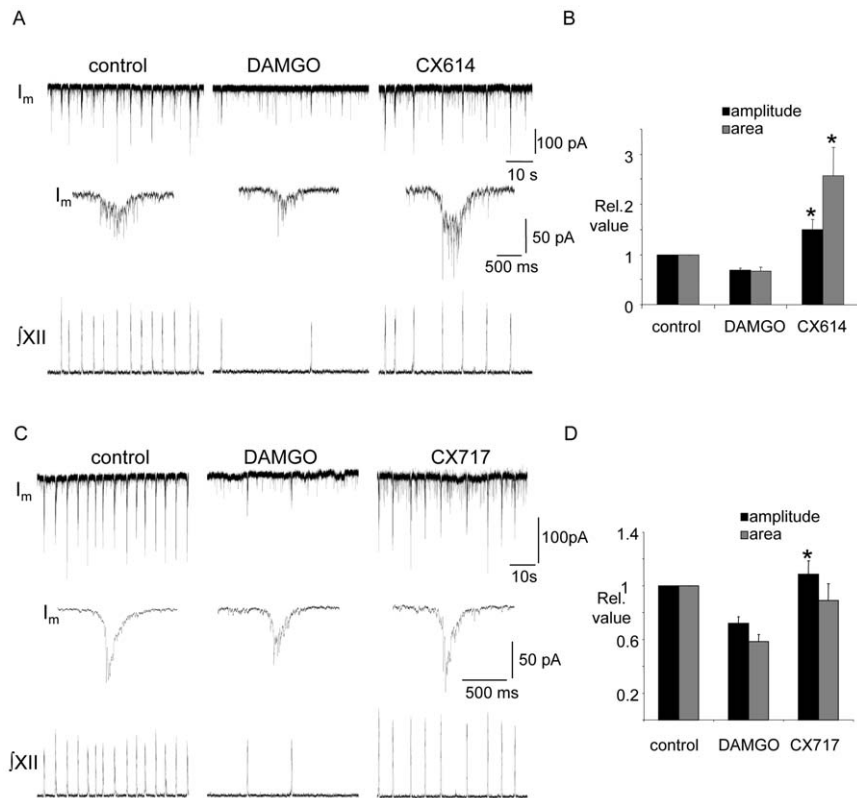 A
control DAMGO CX614
Im
100 pA
10 s
Im
50 pA
500 ms
∫XII
B
amplitude
area
*
*
3
Rel.2
value
1
0
control DAMGO CX614
C
control DAMGO CX717
Im
100pA
10s
Im
50 pA
500 ms
∫XII
D
amplitude
area
1.4
*
1
Rel.
value
0.6
0.2
control DAMGO CX717